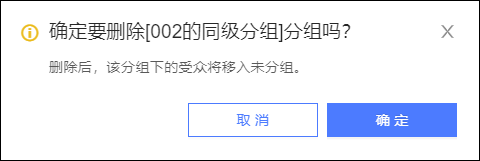 确定要删除[002的同级分组]分组吗？
删除后，该分组下的受众将移入未分组。
取 消
确 定